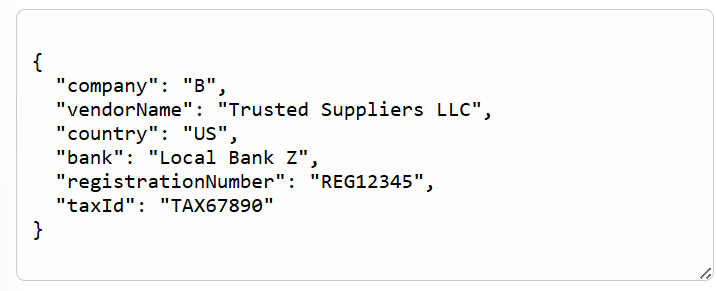 {
  "company": "B",
  "vendorName": "Trusted Suppliers LLC",
  "country": "US",
  "bank": "Local Bank Z",
  "registrationNumber": "REG12345",
  "taxId": "TAX67890"
}